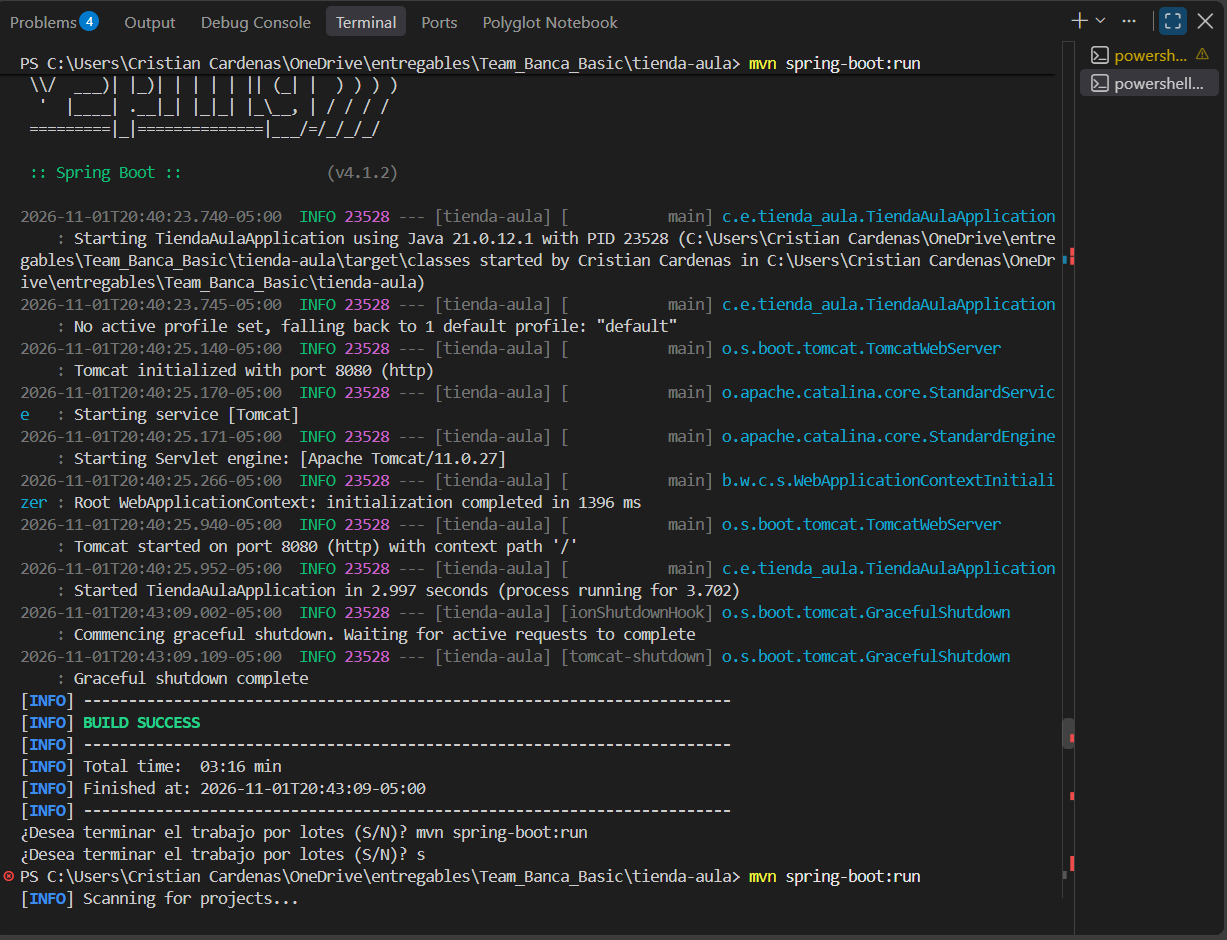 Problems 4 Output Debug Console Terminal Ports Polyglot Notebook
powersh...
powershell...
PS C:\Users\Cristian Cardenas\OneDrive\entregables\Team_Banca_Basic\tienda-aula> mvn spring-boot:run
 \\/  ___)| |_)| | | | | || (_| |  ) ) ) )
  '  |____| .__|_| |_|_| |_\__, | / / / /
 =========|_|==============|___/=/_/_/_/
 :: Spring Boot ::                (v4.1.2)
2026-11-01T20:40:23.740-05:00  INFO 23528 --- [tienda-aula] [           main] c.e.tienda_aula.TiendaAulaApplication
    : Starting TiendaAulaApplication using Java 21.0.12.1 with PID 23528 (C:\Users\Cristian Cardenas\OneDrive\entre
gables\Team_Banca_Basic\tienda-aula\target\classes started by Cristian Cardenas in C:\Users\Cristian Cardenas\OneDr
ive\entregables\Team_Banca_Basic\tienda-aula)
2026-11-01T20:40:23.745-05:00  INFO 23528 --- [tienda-aula] [           main] c.e.tienda_aula.TiendaAulaApplication
    : No active profile set, falling back to 1 default profile: "default"
2026-11-01T20:40:25.140-05:00  INFO 23528 --- [tienda-aula] [           main] o.s.boot.tomcat.TomcatWebServer
    : Tomcat initialized with port 8080 (http)
2026-11-01T20:40:25.170-05:00  INFO 23528 --- [tienda-aula] [           main] o.apache.catalina.core.StandardServic
e   : Starting service [Tomcat]
2026-11-01T20:40:25.171-05:00  INFO 23528 --- [tienda-aula] [           main] o.apache.catalina.core.StandardEngine
    : Starting Servlet engine: [Apache Tomcat/11.0.27]
2026-11-01T20:40:25.266-05:00  INFO 23528 --- [tienda-aula] [           main] b.w.c.s.WebApplicationContextInitiali
zer : Root WebApplicationContext: initialization completed in 1396 ms
2026-11-01T20:40:25.940-05:00  INFO 23528 --- [tienda-aula] [           main] o.s.boot.tomcat.TomcatWebServer
    : Tomcat started on port 8080 (http) with context path '/'
2026-11-01T20:40:25.952-05:00  INFO 23528 --- [tienda-aula] [           main] c.e.tienda_aula.TiendaAulaApplication
    : Started TiendaAulaApplication in 2.997 seconds (process running for 3.702)
2026-11-01T20:43:09.002-05:00  INFO 23528 --- [tienda-aula] [ionShutdownHook] o.s.boot.tomcat.GracefulShutdown
    : Commencing graceful shutdown. Waiting for active requests to complete
2026-11-01T20:43:09.109-05:00  INFO 23528 --- [tienda-aula] [tomcat-shutdown] o.s.boot.tomcat.GracefulShutdown
    : Graceful shutdown complete
[INFO] ------------------------------------------------------------------------
[INFO] BUILD SUCCESS
[INFO] ------------------------------------------------------------------------
[INFO] Total time:  03:16 min
[INFO] Finished at: 2026-11-01T20:43:09-05:00
[INFO] ------------------------------------------------------------------------
¿Desea terminar el trabajo por lotes (S/N)? mvn spring-boot:run
¿Desea terminar el trabajo por lotes (S/N)? s
PS C:\Users\Cristian Cardenas\OneDrive\entregables\Team_Banca_Basic\tienda-aula> mvn spring-boot:run
[INFO] Scanning for projects...